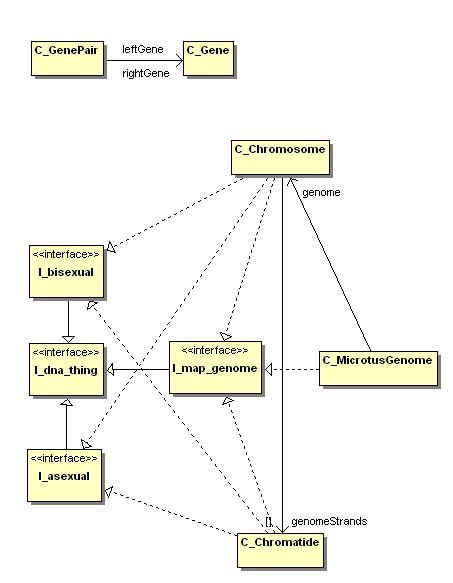 C_GenePair
leftGene
C_Gene
rightGene
C_Chromosome
genome
<<interface>>
I_bisexual
<<interface>>
I_dna_thing
<<interface>>
I_map_genome
C_MicrotusGenome
<<interface>>
I_asexual
[]
genomeStrands
C_Chromatide